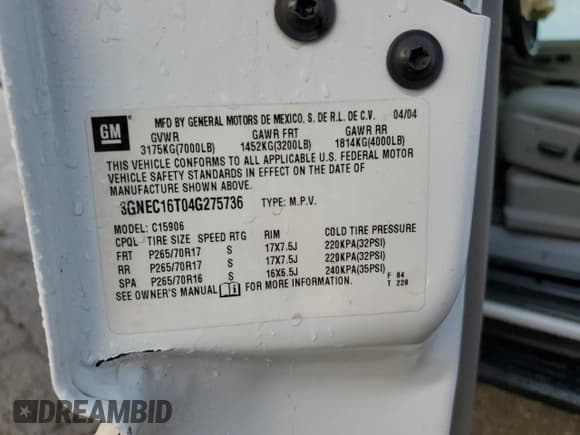 GM
MFD BY GENERAL MOTORS DE MEXICO, S. DE R.L. DE C.V. 04/04
GVWR GAWR FRT GAWR RR
3175KG(7000LB) 1452KG(3200LB) 1814KG(4000LB)
THIS VEHICLE CONFORMS TO ALL APPLICABLE U.S. FEDERAL MOTOR
VEHICLE SAFETY STANDARDS IN EFFECT ON THE DATE OF
MANUFACTURE SHOWN ABOVE.
3GNEC16T04G275736 TYPE: M.P.V.
MODEL: C15906
CPQL TIRE SIZE SPEED RTG RIM COLD TIRE PRESSURE
FRT P265/70R17 S 17X7.5J 220KPA(32PSI)
RR P265/70R17 S 17X7.5J 220KPA(32PSI)
SPA P265/70R16 S 16X6.5J 240KPA(35PSI) F 84
SEE OWNER'S MANUAL i FOR MORE INFORMATION. T 228
DREAMBID